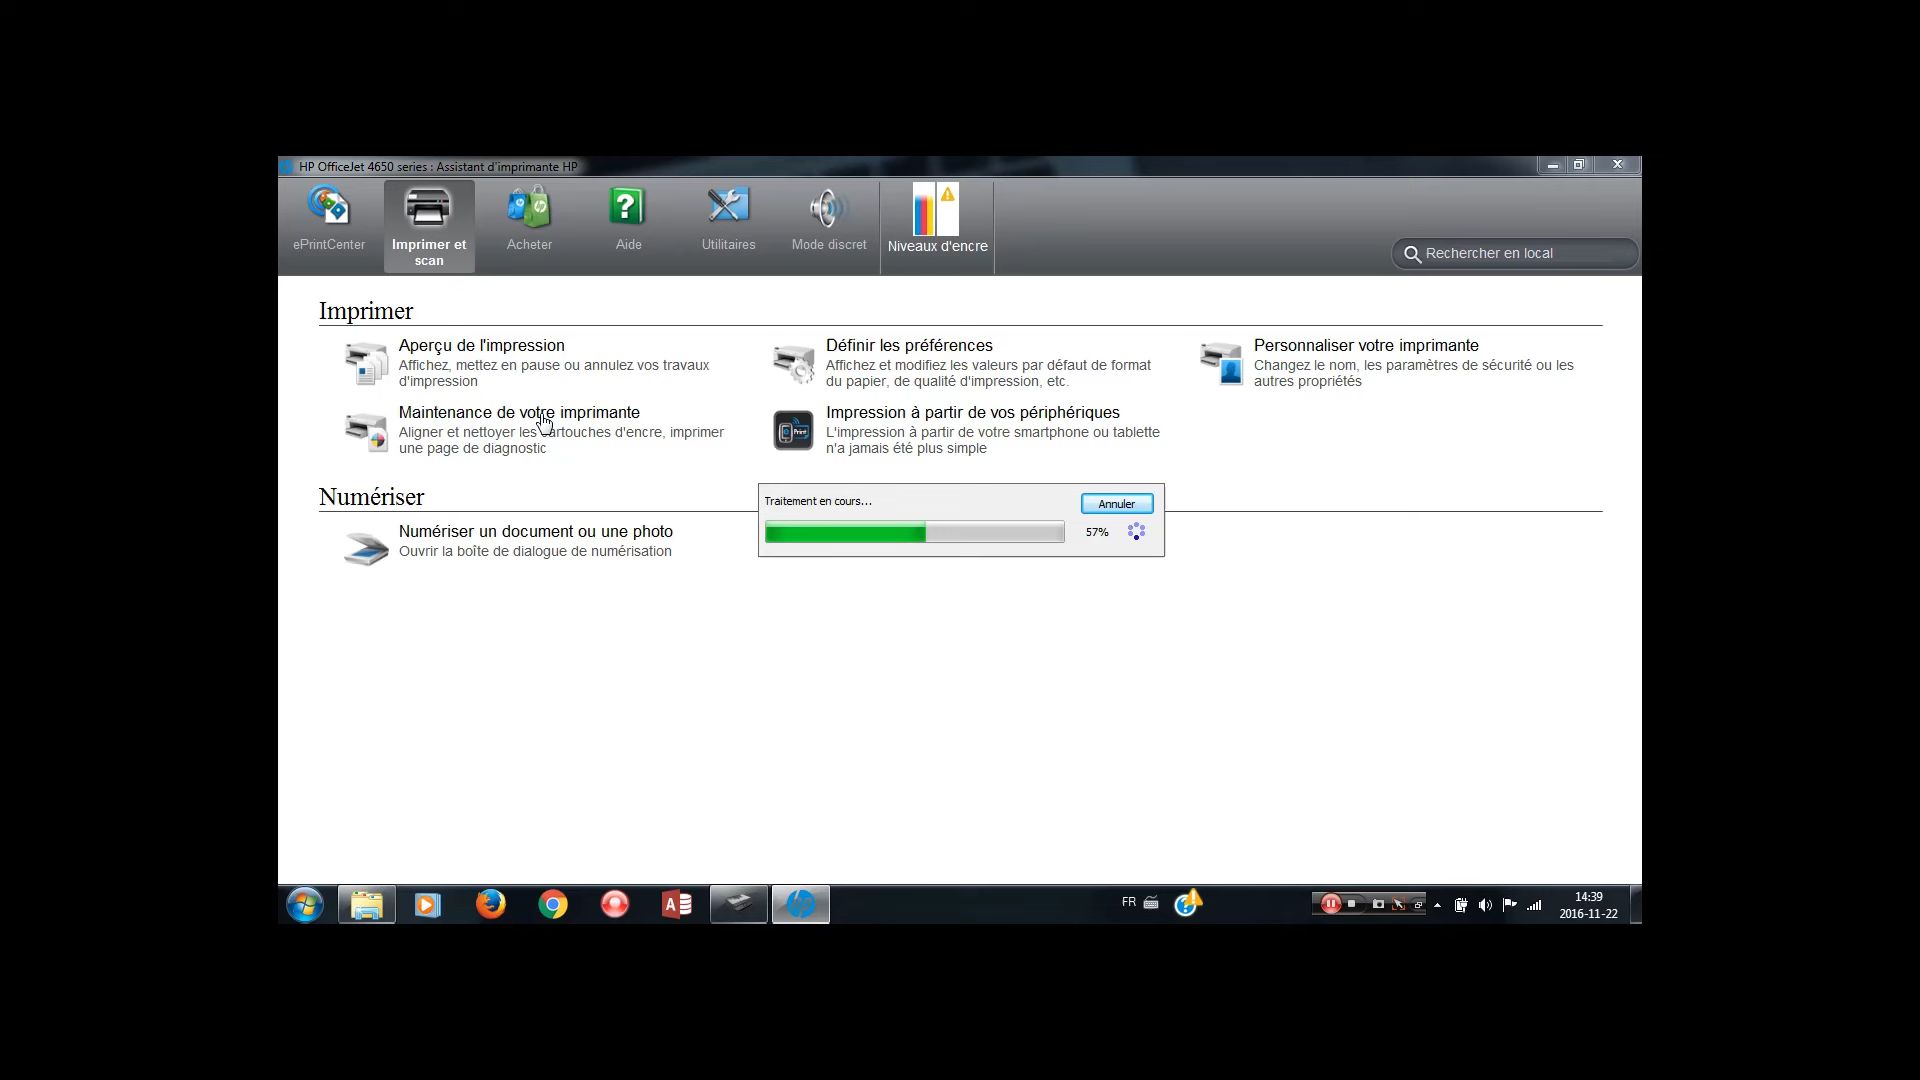 HP OfficeJet 4650 series : Assistant d'imprimante HP
ePrintCenter
Imprimer et
scan
Acheter
Aide
Utilitaires
Mode discret
Niveaux d'encre
Rechercher en local
Imprimer
Aperçu de l'impression
Affichez, mettez en pause ou annulez vos travaux
d'impression
Définir les préférences
Affichez et modifiez les valeurs par défaut de format
du papier, de qualité d'impression, etc.
Personnaliser votre imprimante
Changez le nom, les paramètres de sécurité ou les
autres propriétés
Maintenance de votre imprimante
Aligner et nettoyer les cartouches d'encre, imprimer
une page de diagnostic
Impression à partir de vos périphériques
L'impression à partir de votre smartphone ou tablette
n'a jamais été plus simple
Numériser
Numériser un document ou une photo
Ouvrir la boîte de dialogue de numérisation
Traitement en cours...
Annuler
57%
FR
14:39
2016-11-22